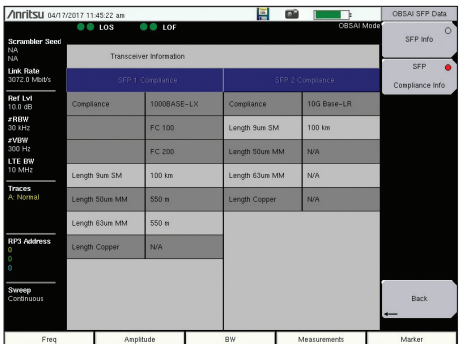 Anritsu 04/17/2017 11:45:22 am
LOS LOF
OBSAI Mode
Scrambler Seed
NA
NA
Link Rate
3072.0 Mbit/s
Ref Lvl
10.0 dB
#RBW
30 kHz
#VBW
300 Hz
LTE BW
10 MHz
Traces
A: Normal
RP3 Address
0
0
0
Sweep
Continuous
Transceiver Information
SFP 1 Compliance SFP 2 Compliance
Compliance 1000BASE-LX Compliance 10G Base-LR
FC 100 Length 9um SM 100 km
FC 200 Length 50um MM N/A
Length 9um SM 100 km Length 63um MM N/A
Length 50um MM 550 m Length Copper N/A
Length 63um MM 550 m
Length Copper N/A
OBSAI SFP Data
SFP Info
SFP
Compliance Info
Back
Freq Amplitude BW Measurements Marker